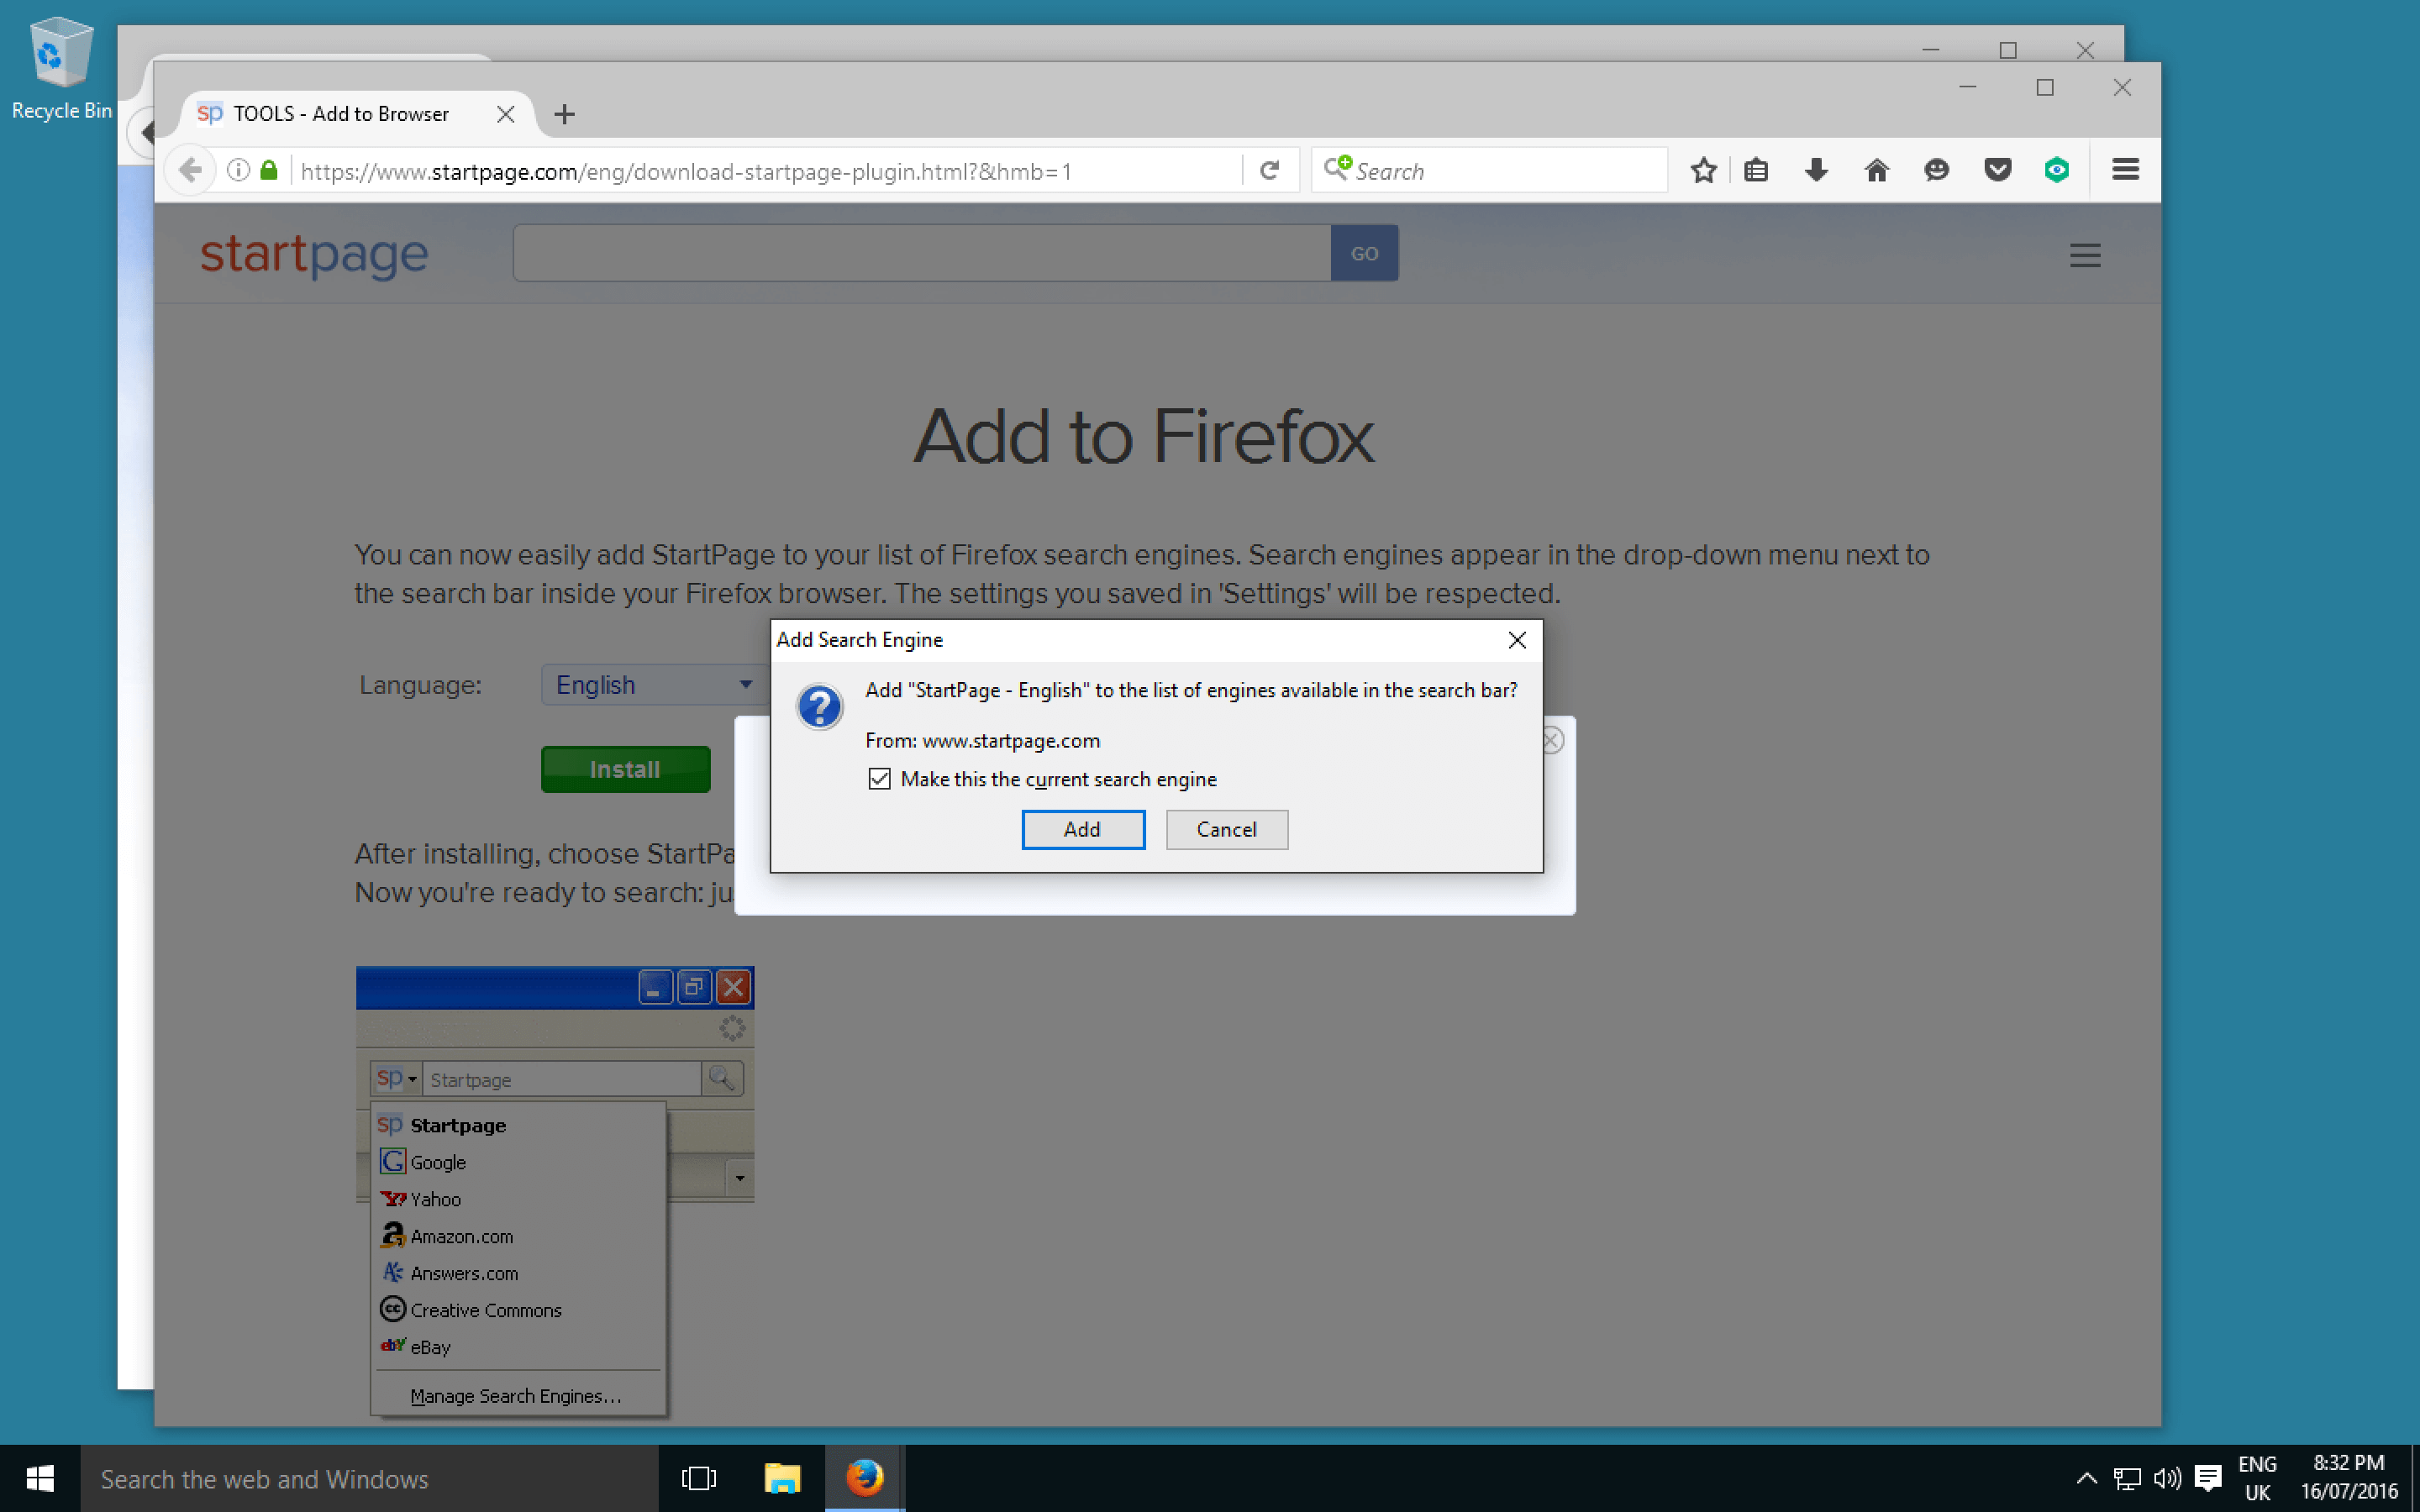 Recycle Bin
TOOLS - Add to Browser
https://www.startpage.com/eng/download-startpage-plugin.html?&hmb=1
Search
startpage
GO
Add to Firefox
You can now easily add StartPage to your list of Firefox search engines. Search engines appear in the drop-down menu next to
the search bar inside your Firefox browser. The settings you saved in 'Settings' will be respected.
Add Search Engine
Language:
English
Add "StartPage - English" to the list of engines available in the search bar?
From: www.startpage.com
Install
Make this the current search engine
Add
Cancel
After installing, choose StartPa
Now you're ready to search: ju
sp Startpage
sp Startpage
Google
Yahoo
Amazon.com
Answers.com
Creative Commons
eBay
Manage Search Engines...
Search the web and Windows
ENG
UK
8:32 PM
16/07/2016